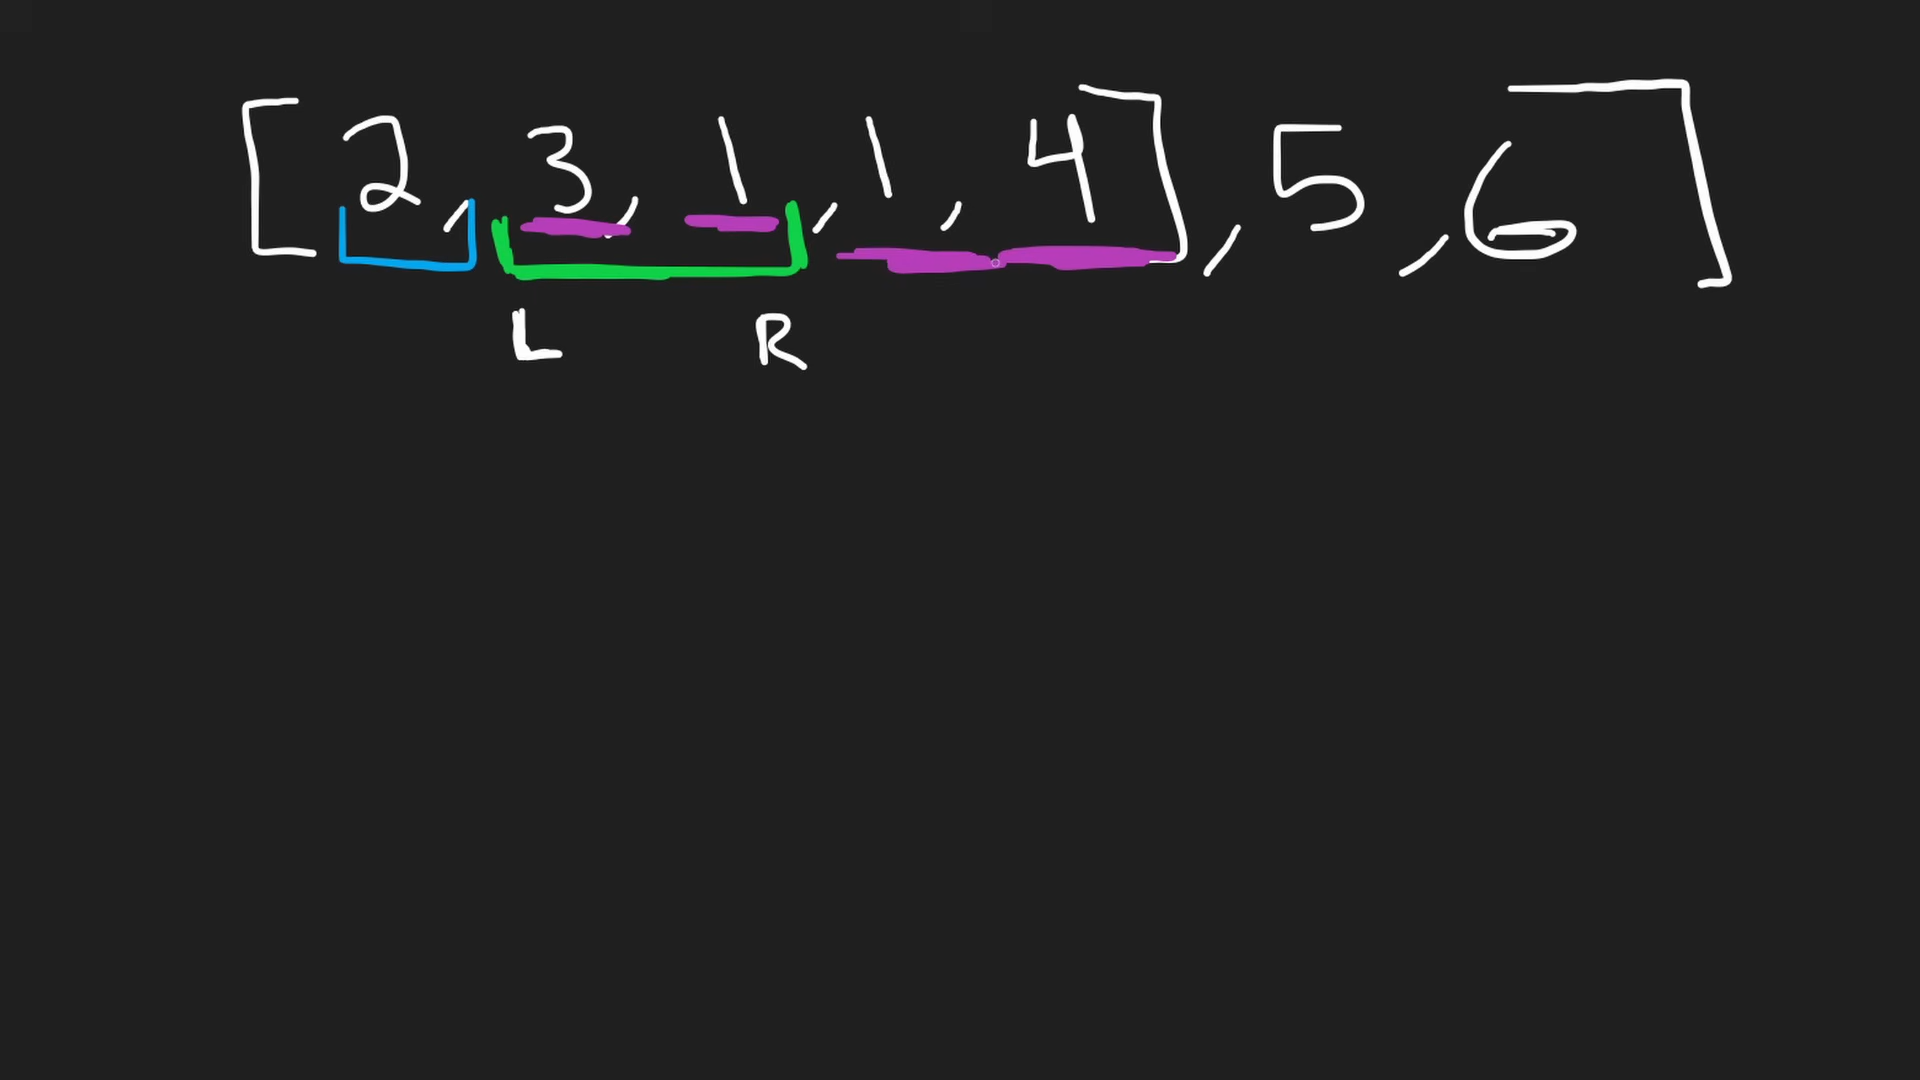 [2, 3, 1, 1, 4], 5, 6]
L R